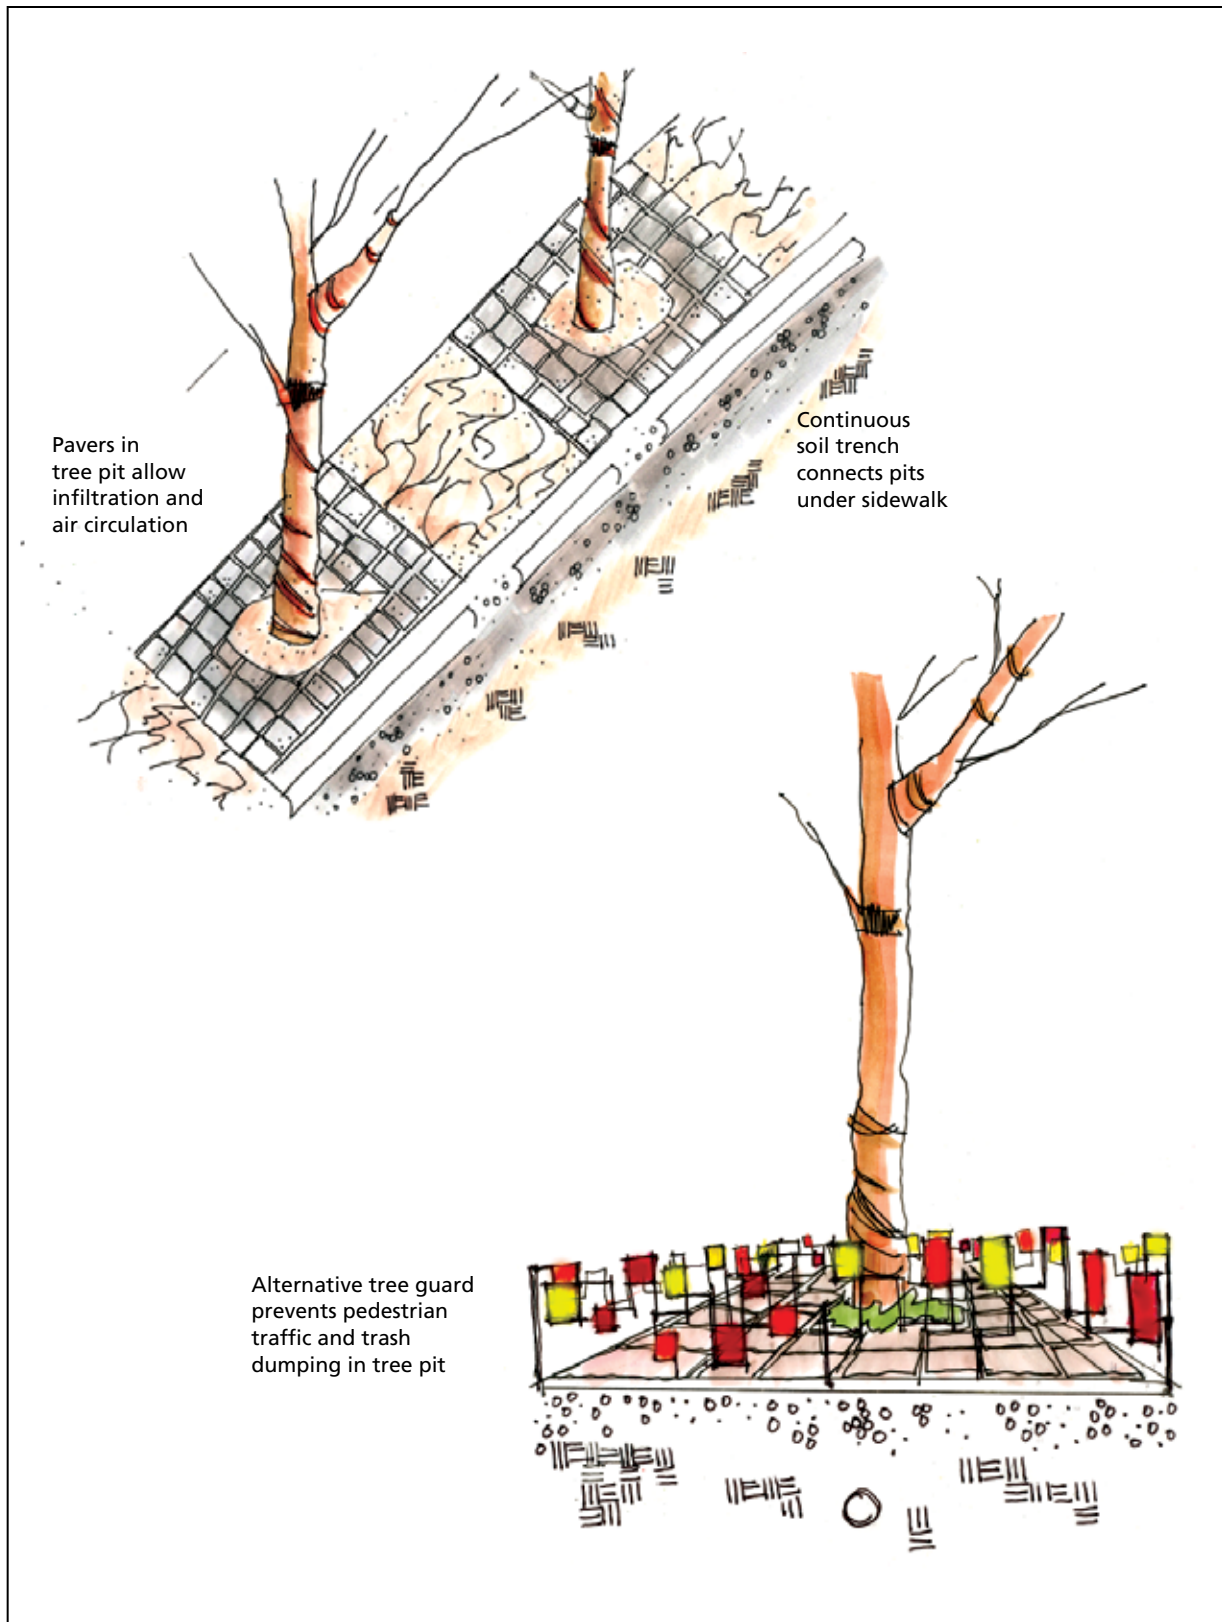 Pavers in
tree pit allow
infiltration and
air circulation
Continuous
soil trench
connects pits
under sidewalk
Alternative tree guard
prevents pedestrian
traffic and trash
dumping in tree pit